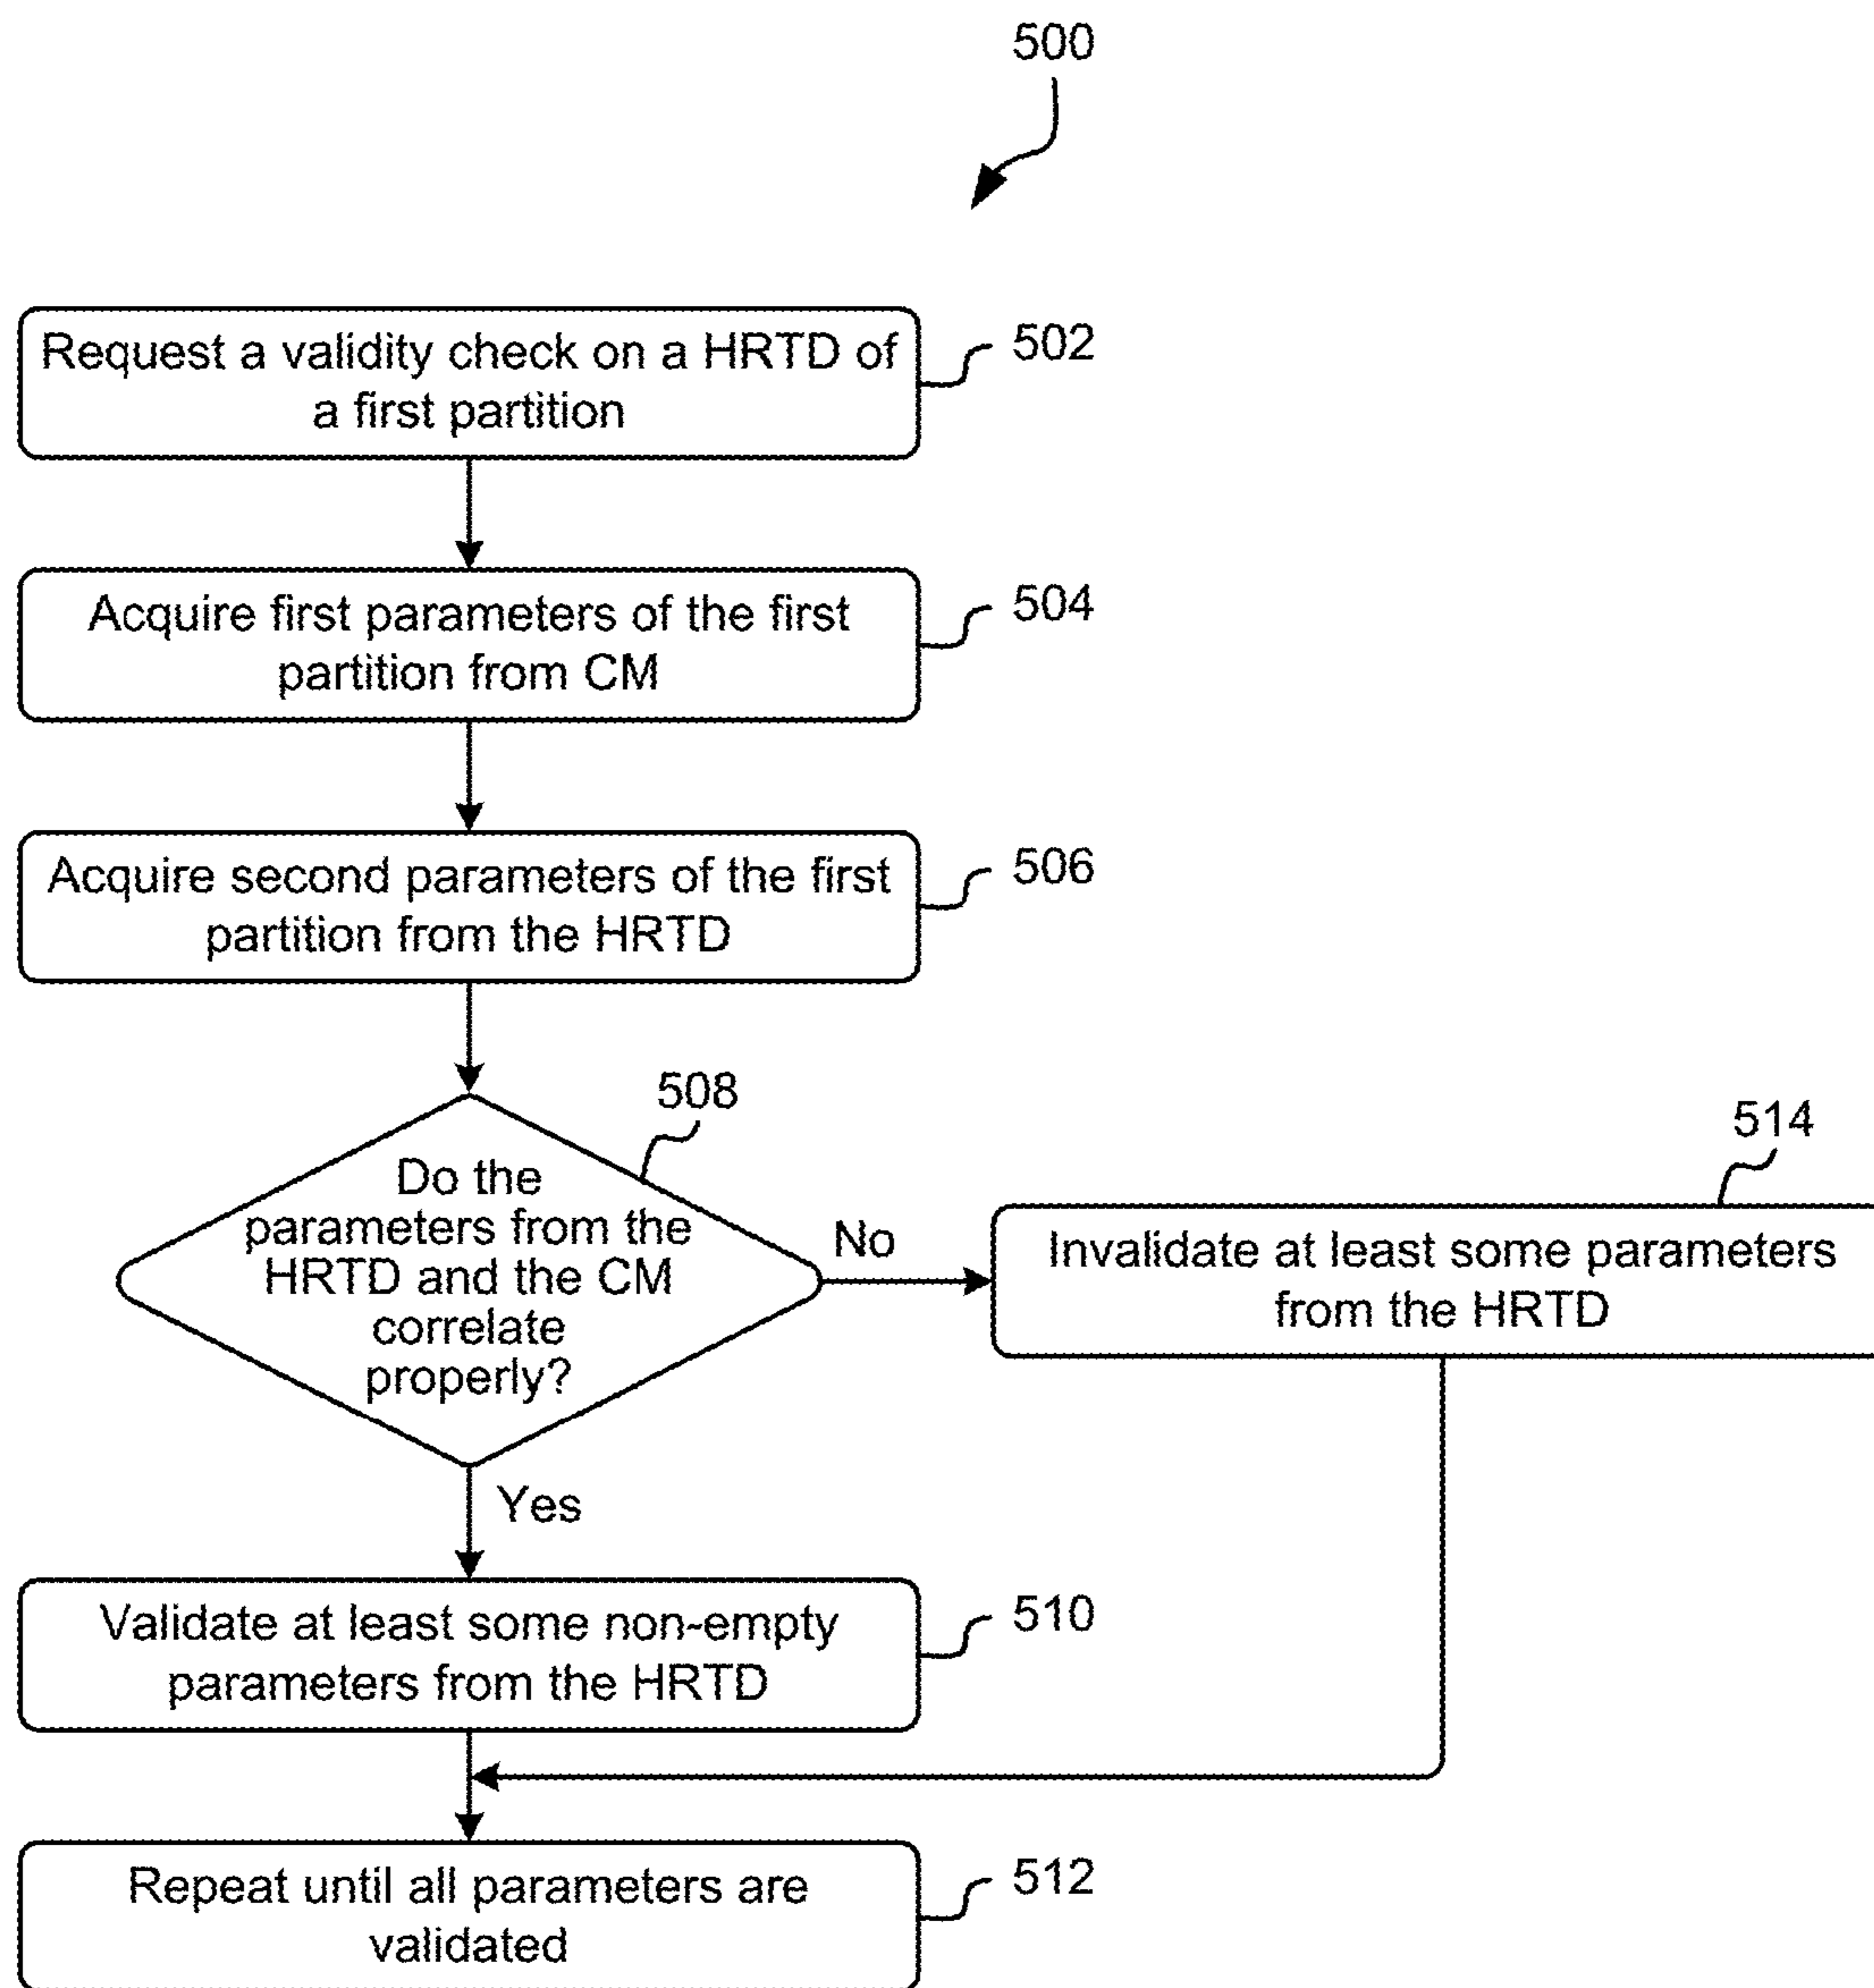 500
Request a validity check on a HRTD of
a first partition
502
Acquire first parameters of the first
partition from CM
504
Acquire second parameters of the first
partition from the HRTD
506
508
Do the
parameters from the
HRTD and the CM
correlate
properly?
No
514
Invalidate at least some parameters
from the HRTD
Yes
Validate at least some non-empty
parameters from the HRTD
510
Repeat until all parameters are
validated
512